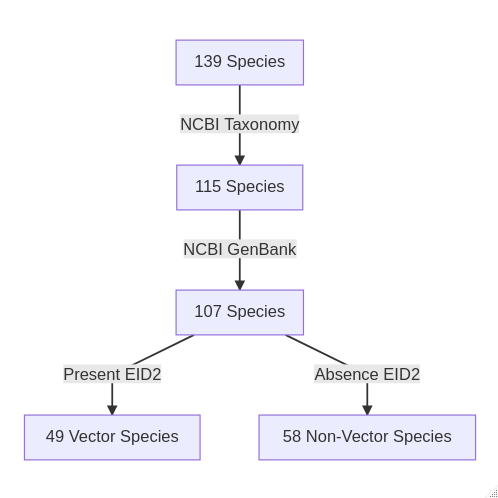 139 Species
NCBI Taxonomy
115 Species
NCBI GenBank
107 Species
Present EID2
Absence EID2
49 Vector Species
58 Non-Vector Species